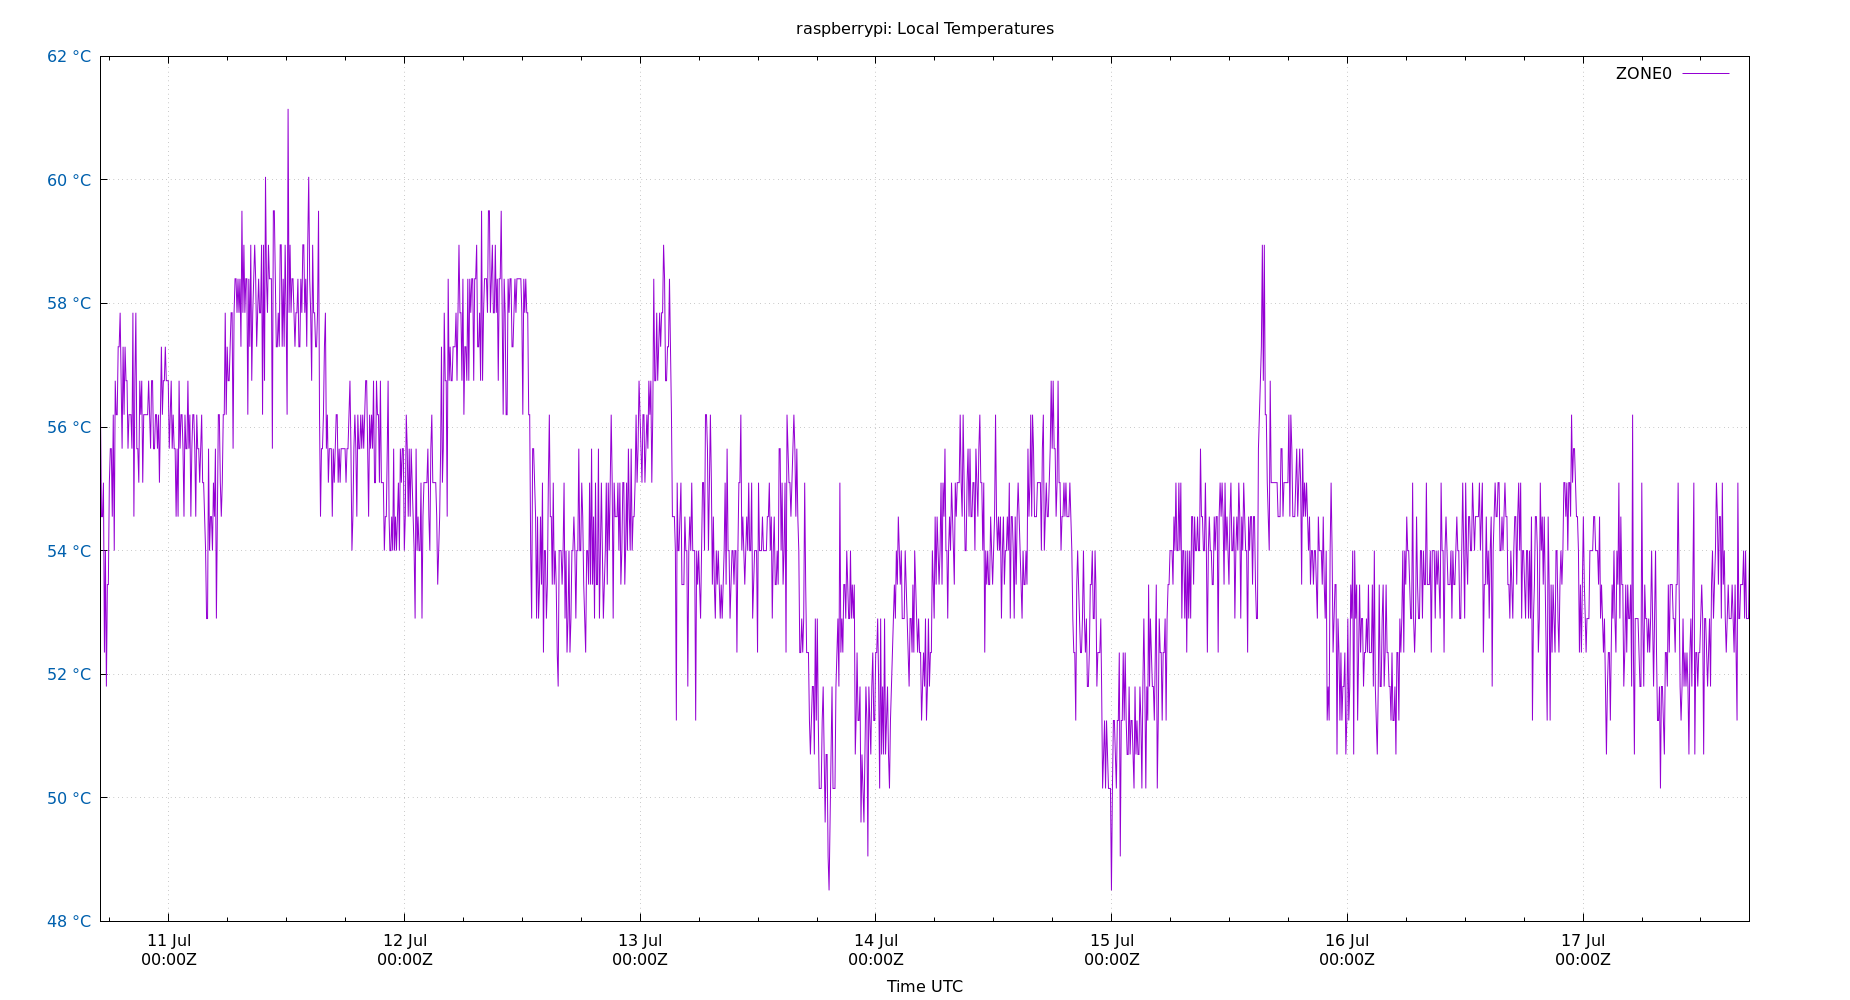 raspberrypi: Local Temperatures
62 °C
ZONE0
60 °C
58 °C
56 °C
54 °C
52 °C
50 °C
48 °C
11 Jul 12 Jul 13 Jul 14 Jul 15 Jul 16 Jul 17 Jul
00:00Z 00:00Z 00:00Z 00:00Z 00:00Z 00:00Z 00:00Z
Time UTC